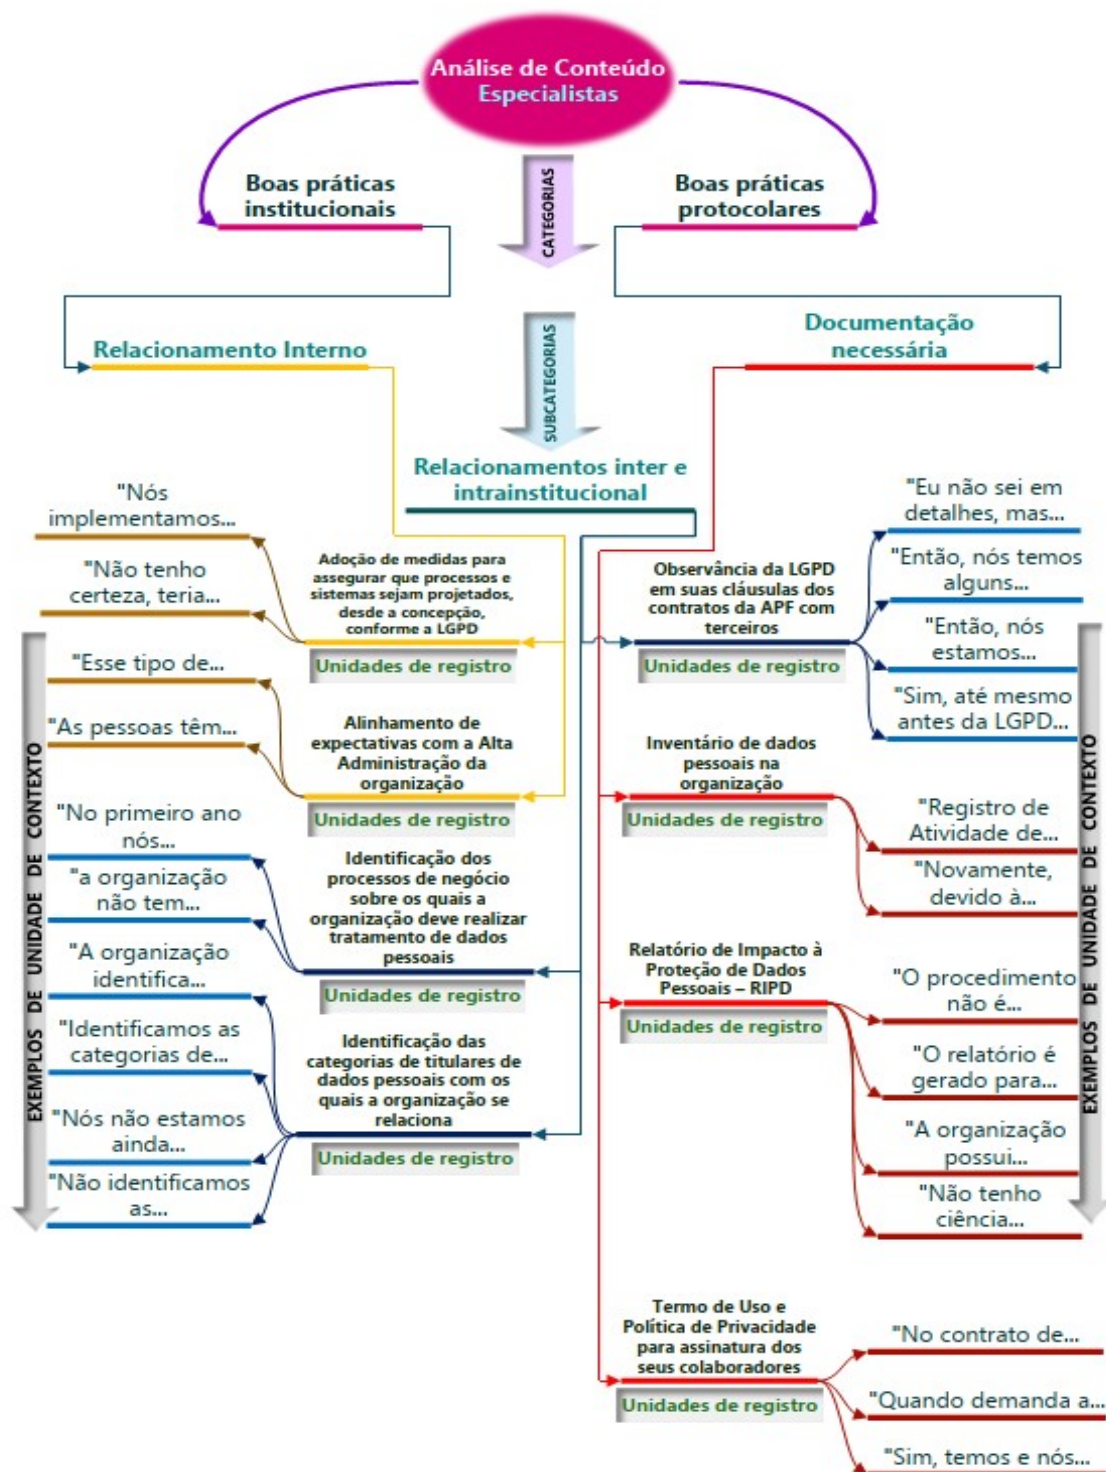 Análise de Conteúdo
Especialistas
CATEGORIAS
Boas práticas
institucionais
Boas práticas
protocolares
SUBCATEGORIAS
Relacionamento Interno
Documentação
necessária
Relacionamentos inter e
intrainstitucional
EXEMPLOS DE UNIDADE DE CONTEXTO
"Nós
implementamos...
"Não tenho
certeza, teria...
Adoção de medidas para
assegurar que processos e
sistemas sejam projetados,
desde a concepção,
conforme a LGPD
Unidades de registro
"Esse tipo de...
"As pessoas têm...
Alinhamento de
expectativas com a Alta
Administração da
organização
Unidades de registro
"No primeiro ano
nós...
"a organização
não tem...
Identificação dos
processos de negócio
sobre os quais a
organização deve realizar
tratamento de dados
pessoais
Unidades de registro
"A organização
identifica...
"Identificamos as
categorias de...
"Nós não estamos
ainda...
"Não identificamos
as...
Identificação das
categorias de titulares de
dados pessoais com os
quais a organização se
relaciona
Unidades de registro
Observância da LGPD
em suas cláusulas dos
contratos da APF com
terceiros
Unidades de registro
"Eu não sei em
detalhes, mas...
"Então, nós temos
alguns...
"Então, nós
estamos...
"Sim, até mesmo
antes da LGPD...
Inventário de dados
pessoais na
organização
Unidades de registro
"Registro de
Atividade de...
"Novamente,
devido à...
Relatório de Impacto à
Proteção de Dados
Pessoais – RIPD
Unidades de registro
"O procedimento
não é...
"O relatório é
gerado para...
"A organização
possui...
"Não tenho
ciência...
EXEMPLOS DE UNIDADE DE CONTEXTO
Termo de Uso e
Política de Privacidade
para assinatura dos
seus colaboradores
Unidades de registro
"No contrato de...
"Quando demanda a...
"Sim, temos e nós...